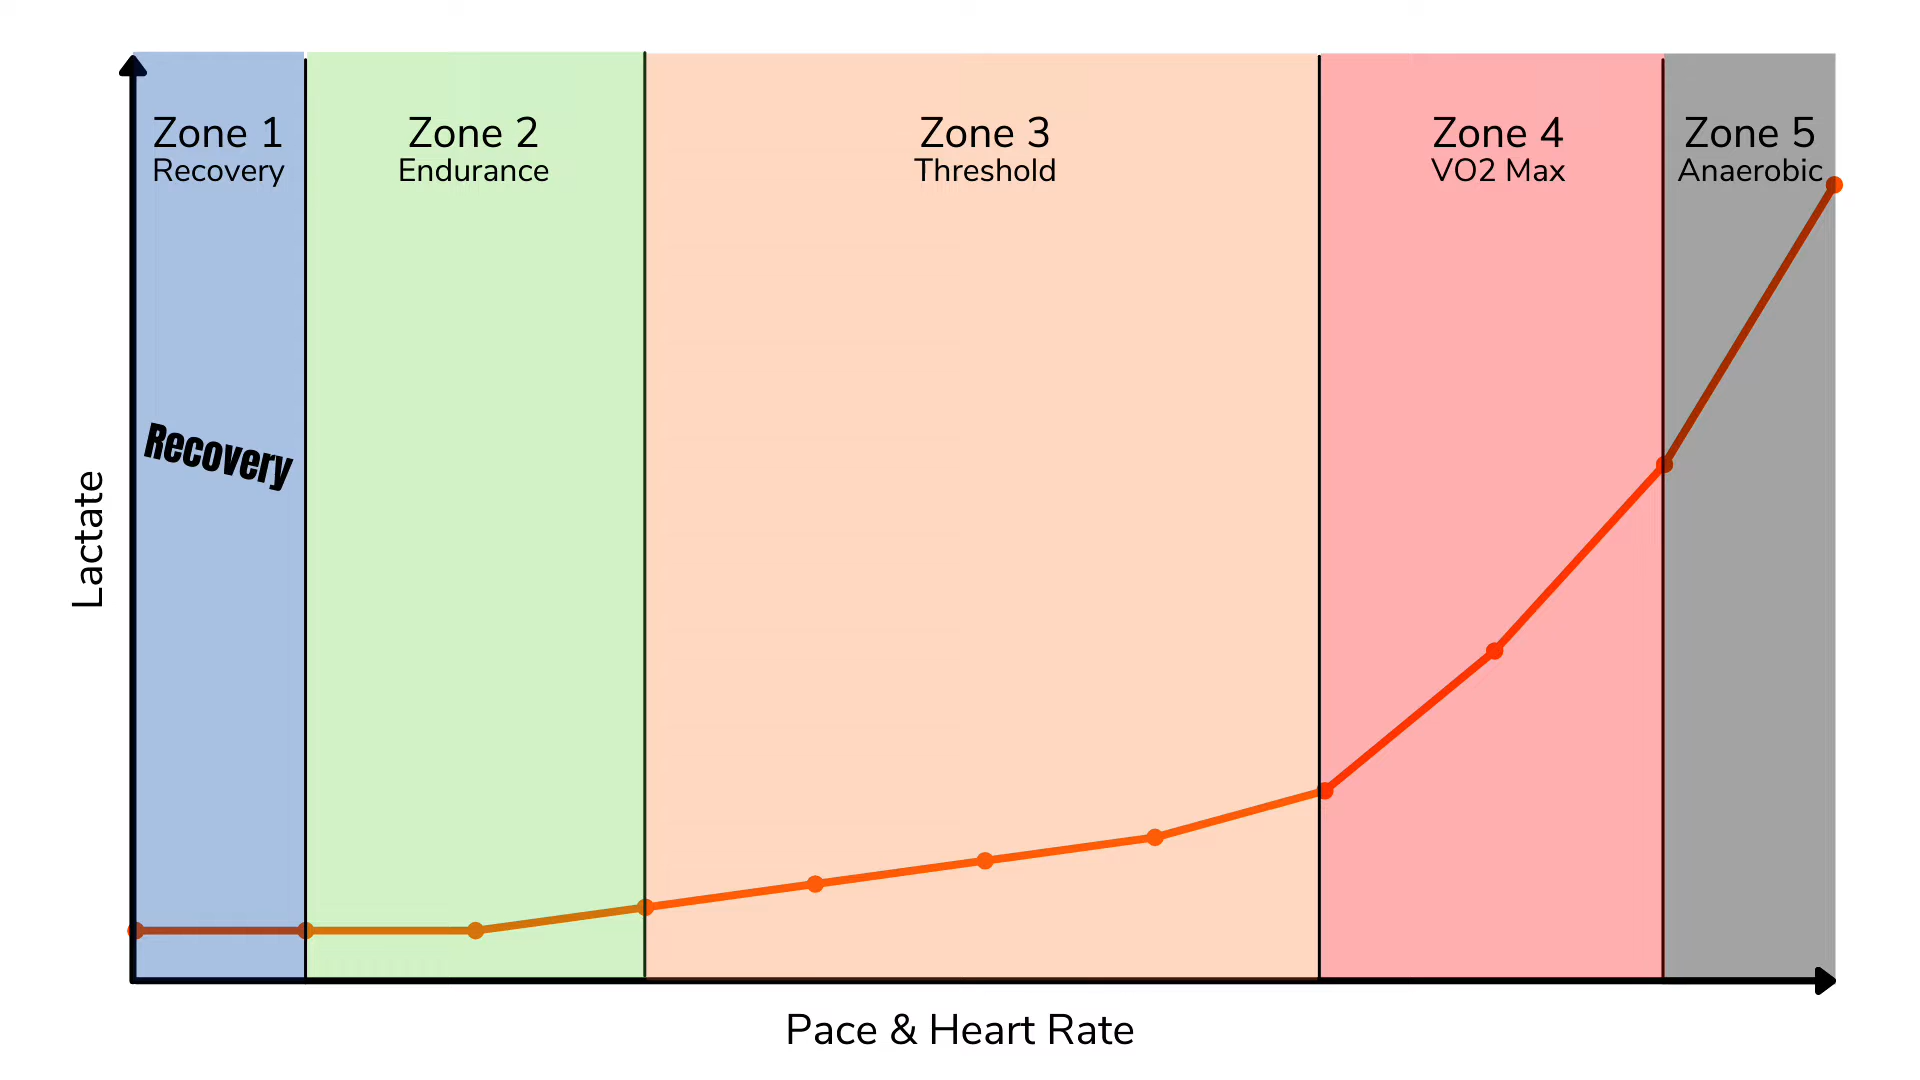 Zone 1
Recovery
Zone 2
Endurance
Zone 3
Threshold
Zone 4
VO2 Max
Zone 5
Anaerobic
Recovery
Lactate
Pace & Heart Rate